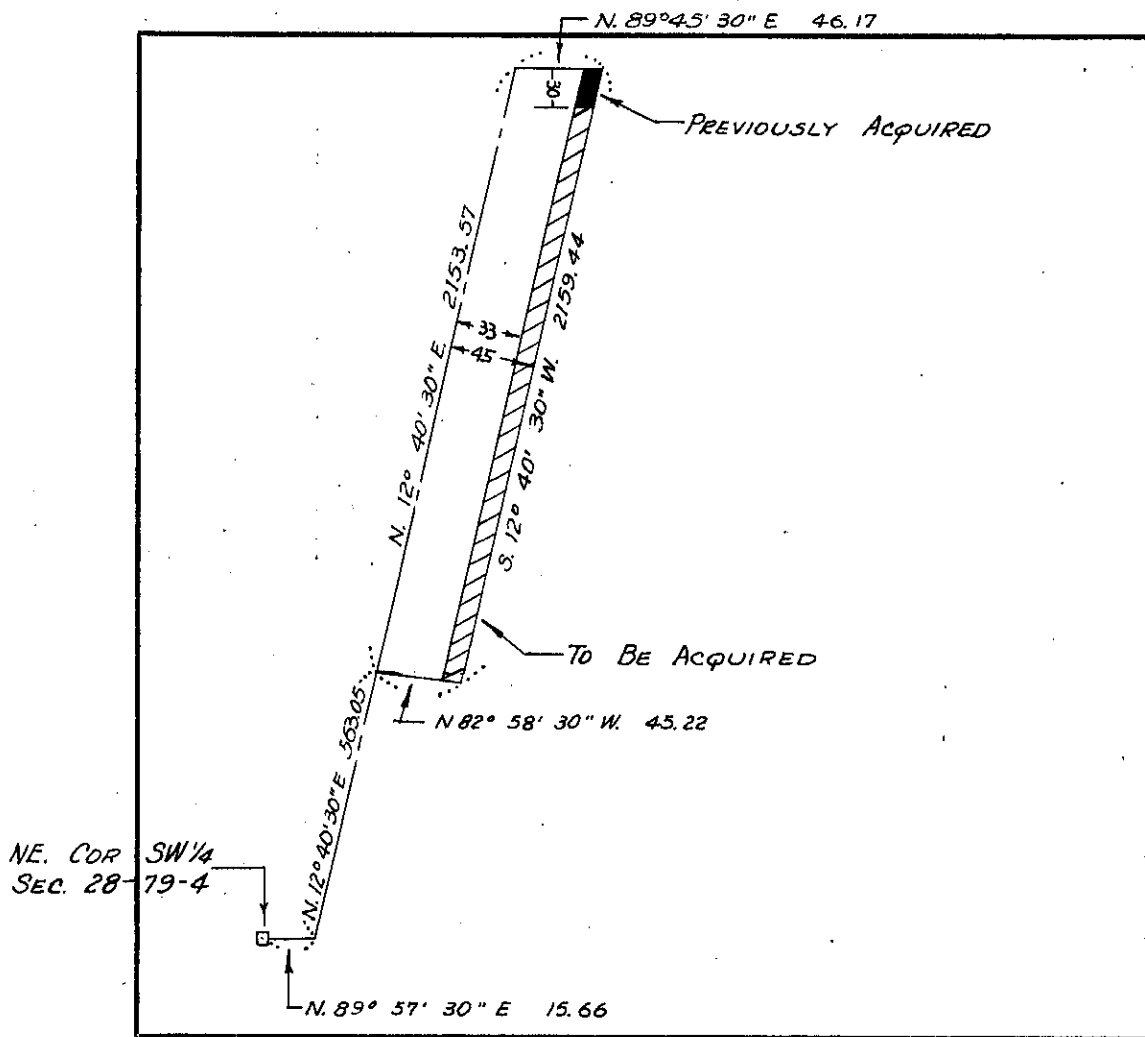 N. 89° 45' 30" E 46.17
30
PREVIOUSLY ACQUIRED
N. 12° 40' 30" E. 2153.57
S. 12° 40' 30" W. 2159.44
33
45
TO BE ACQUIRED
N 82° 58' 30" W. 45.22
N. 12° 40' 30" E 563.05
NE. COR SW 1/4
SEC. 28-79-4
N. 89° 57' 30" E 15.66